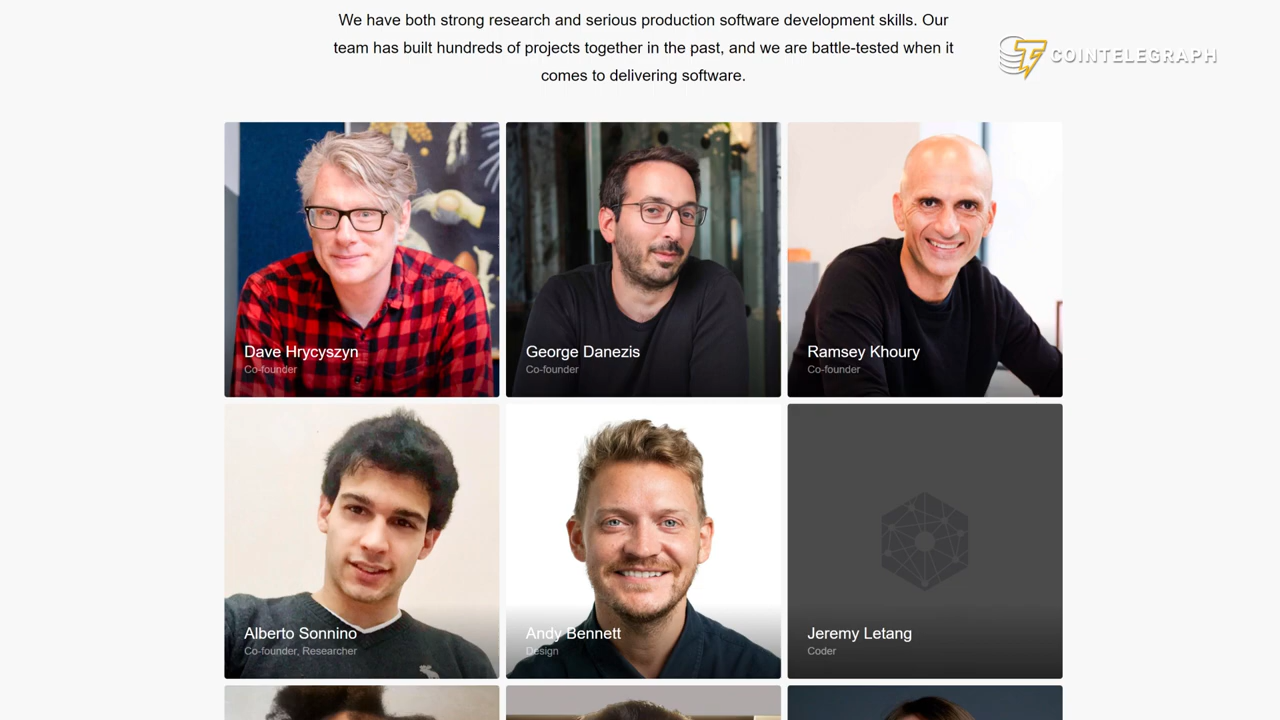 We have both strong research and serious production software development skills. Our
team has built hundreds of projects together in the past, and we are battle-tested when it
comes to delivering software.
COINTELEGRAPH
Dave Hrycyszyn
Co-founder
George Danezis
Co-founder
Ramsey Khoury
Co-founder
Alberto Sonnino
Co-founder, Researcher
Andy Bennett
Design
Jeremy Letang
Coder